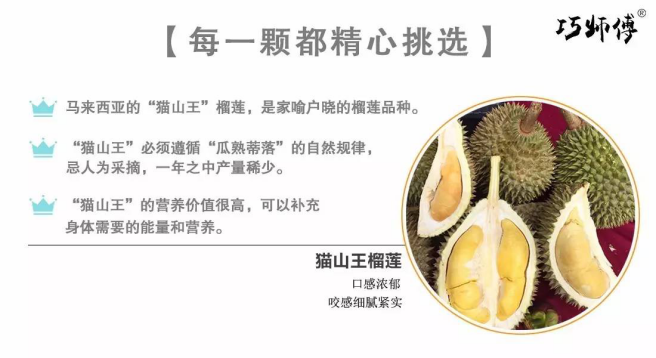 【每一颗都精心挑选】
巧师傅®
马来西亚的“猫山王”榴莲，是家喻户晓的榴莲品种。
“猫山王”必须遵循“瓜熟蒂落”的自然规律，
忌人为采摘，一年之中产量稀少。
“猫山王”的营养价值很高，可以补充
身体需要的能量和营养。
猫山王榴莲
口感浓郁
咬感细腻紧实